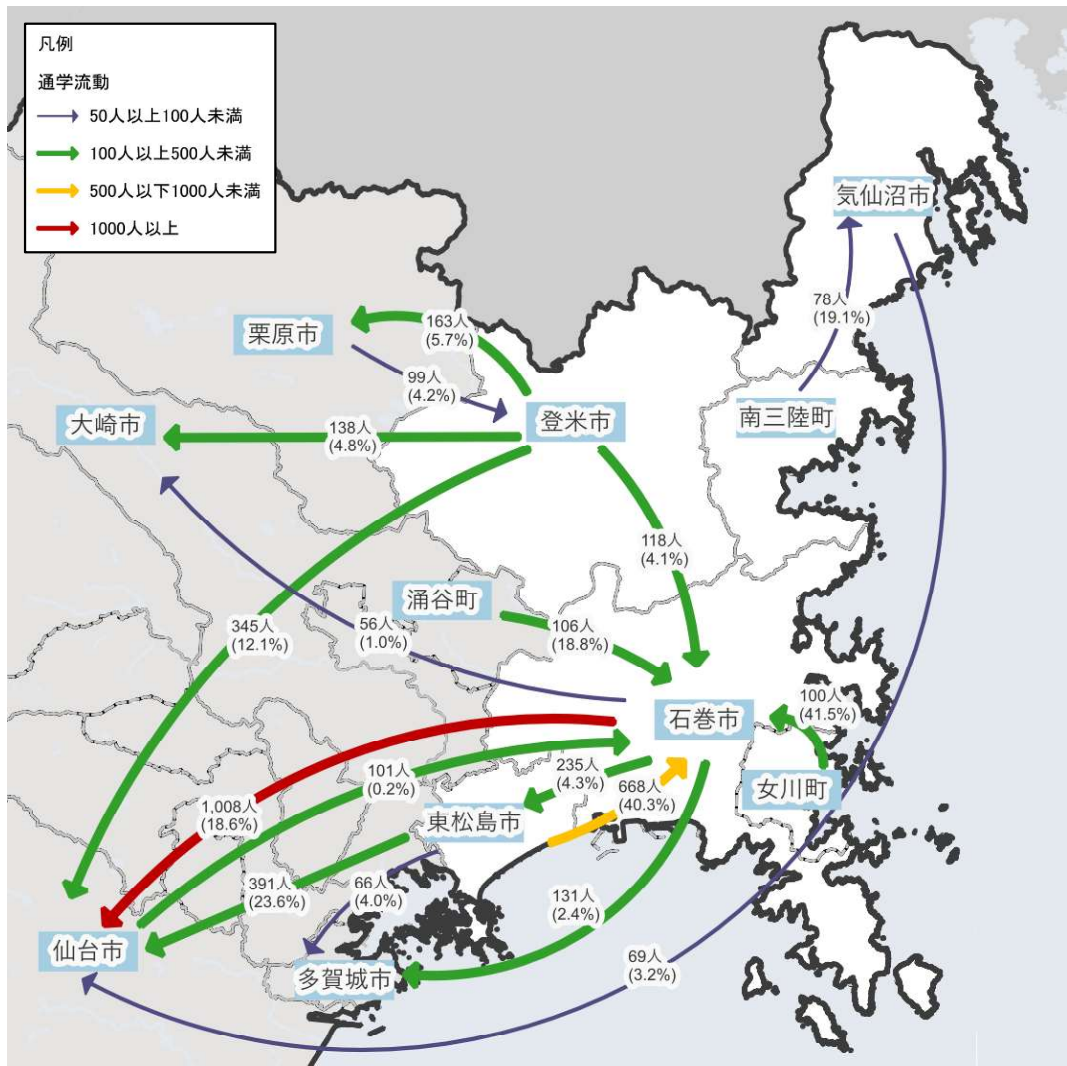 凡例
通学流動
50人以上100人未満
100人以上500人未満
500人以下1000人未満
1000人以上
気仙沼市
78人
(19.1%)
栗原市
163人
(5.7%)
99人
(4.2%)
大崎市
138人
(4.8%)
登米市
南三陸町
118人
(4.1%)
涌谷町
106人
(18.8%)
345人
(12.1%)
56人
(1.0%)
石巻市
100人
(41.5%)
女川町
101人
(0.2%)
235人
(4.3%)
668人
(40.3%)
1,008人
(18.6%)
東松島市
391人
(23.6%)
66人
(4.0%)
131人
(2.4%)
仙台市
多賀城市
69人
(3.2%)